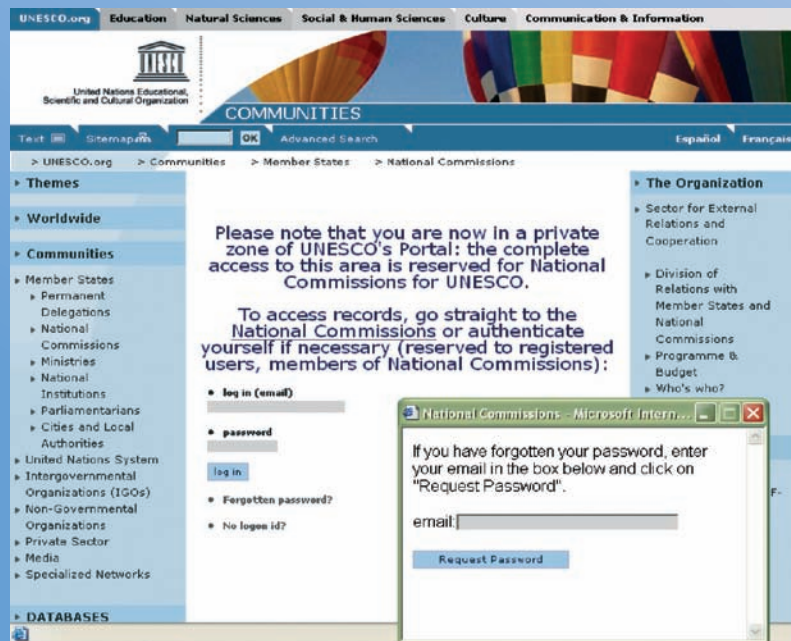 UNESCO.org Education Natural Sciences Social & Human Sciences Culture Communication & Information
United Nations Educational,
Scientific and Cultural Organization
COMMUNITIES
Text Sitemap OK Advanced Search Español Français
> UNESCO.org > Communities > Member States > National Commissions
Themes
Worldwide
Communities
Member States
Permanent
Delegations
National
Commissions
Ministries
National
Institutions
Parliamentarians
Cities and Local
Authorities
United Nations System
Intergovernmental
Organizations (IGOs)
Non-Governmental
Organizations
Private Sector
Media
Specialized Networks
DATABASES
Please note that you are now in a private
zone of UNESCO's Portal: the complete
access to this area is reserved for National
Commissions for UNESCO.
To access records, go straight to the
National Commissions or authenticate
yourself if necessary (reserved to registered
users, members of National Commissions):
log in (email)
password
log in
Forgotten password?
No logon id?
The Organization
Sector for External
Relations and
Cooperation
Division of
Relations with
Member States and
National
Commissions
Programme &
Budget
Who's who?
F-
National Commissions - Microsoft Intern...
If you have forgotten your password, enter
your email in the box below and click on
"Request Password".
email:
Request Password